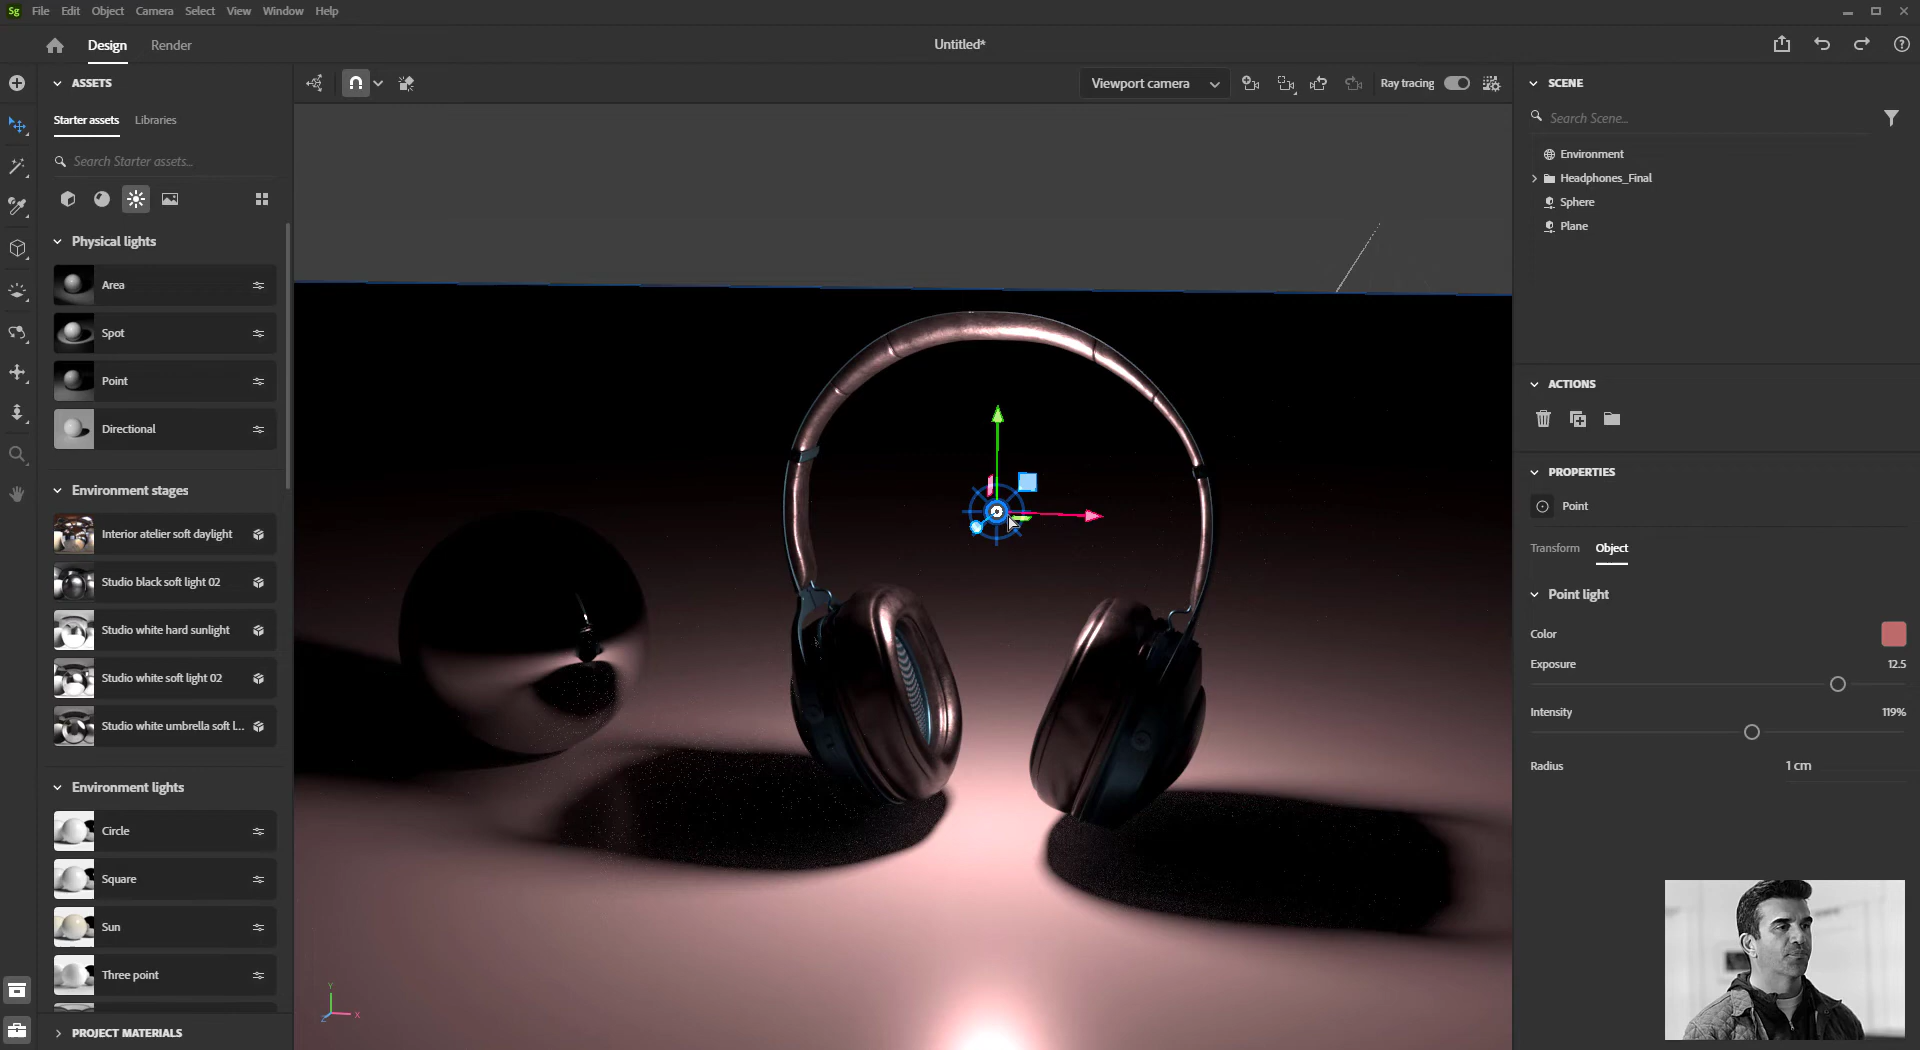 Sg File Edit Object Camera Select View Window Help
Design Render Untitled*
ASSETS
Starter assets Libraries
Search Starter assets...
Physical lights
Area
Spot
Point
Directional
Environment stages
Interior atelier soft daylight
Studio black soft light 02
Studio white hard sunlight
Studio white soft light 02
Studio white umbrella soft l...
Environment lights
Circle
Square
Sun
Three point
PROJECT MATERIALS
Viewport camera Ray tracing
Y
Z X
SCENE
Search Scene...
Environment
Headphones_Final
Sphere
Plane
ACTIONS
PROPERTIES
Point
Transform Object
Point light
Color
Exposure 12.5
Intensity 119%
Radius 1 cm